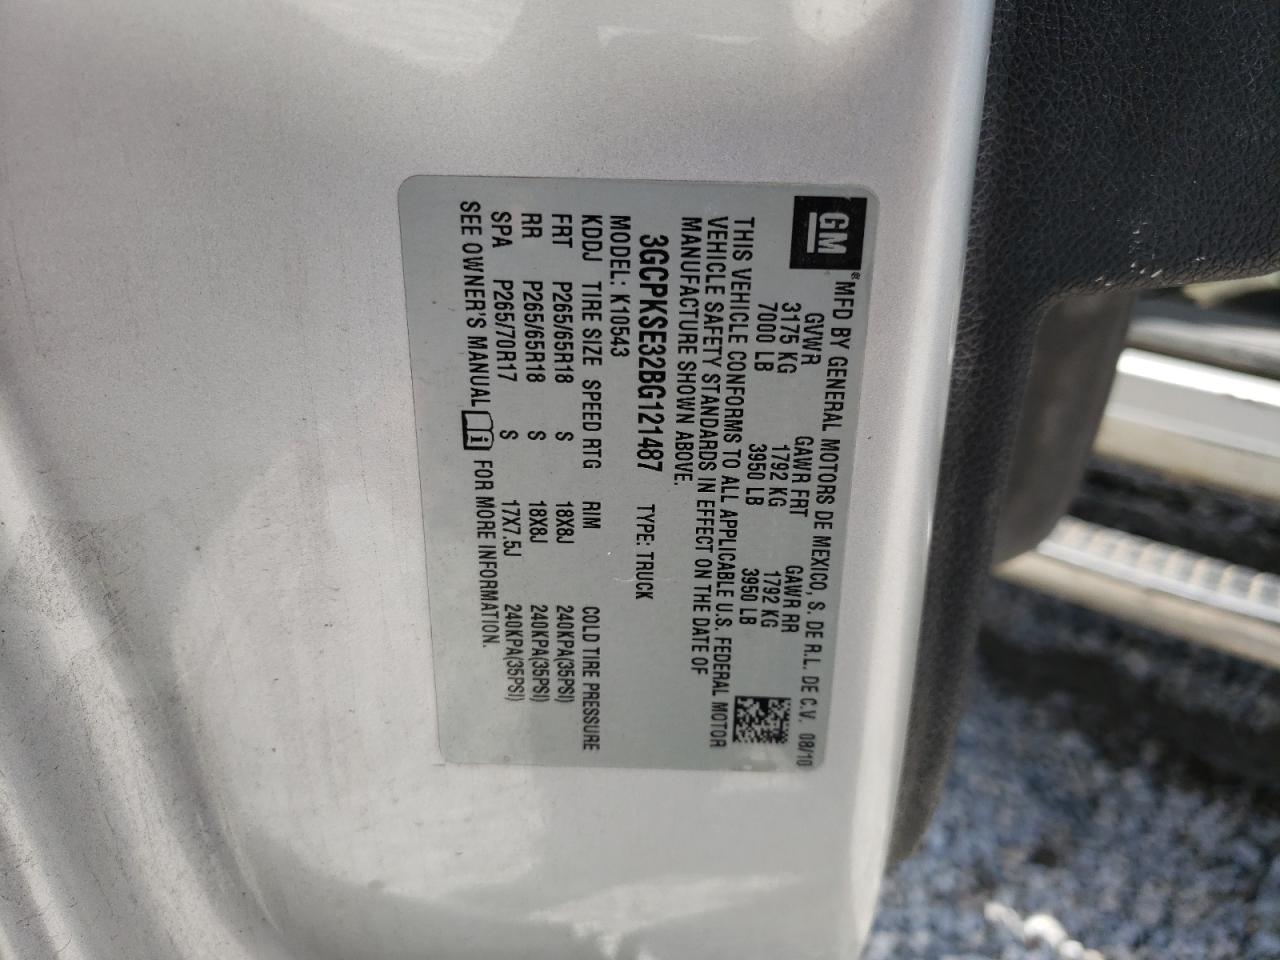 GM ® MFD BY GENERAL MOTORS DE MEXICO, S. DE R.L. DE C.V. 08/10
GVWR GAWR FRT GAWR RR
3175 KG 1792 KG 1792 KG
7000 LB 3950 LB 3950 LB
THIS VEHICLE CONFORMS TO ALL APPLICABLE U.S. FEDERAL MOTOR
VEHICLE SAFETY STANDARDS IN EFFECT ON THE DATE OF
MANUFACTURE SHOWN ABOVE.
3GCPKSE32BG121487 TYPE: TRUCK
MODEL: K10543
KDDJ TIRE SIZE SPEED RTG RIM COLD TIRE PRESSURE
FRT P265/65R18 S 18X8J 240KPA(35PSI)
RR P265/65R18 S 18X8J 240KPA(35PSI)
SPA P265/70R17 S 17X7.5J 240KPA(35PSI)
SEE OWNER'S MANUAL i FOR MORE INFORMATION.